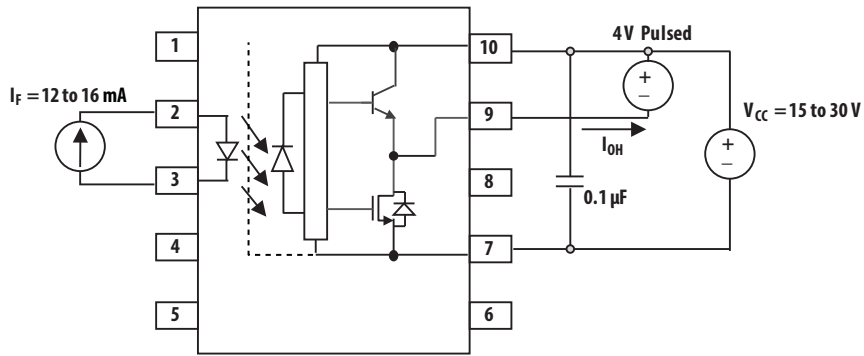 4V Pulsed
1
10
I_F = 12 to 16 mA
2
9
V_CC = 15 to 30 V
+
−
+
−
I_OH
3
8
0.1 µF
4
7
5
6